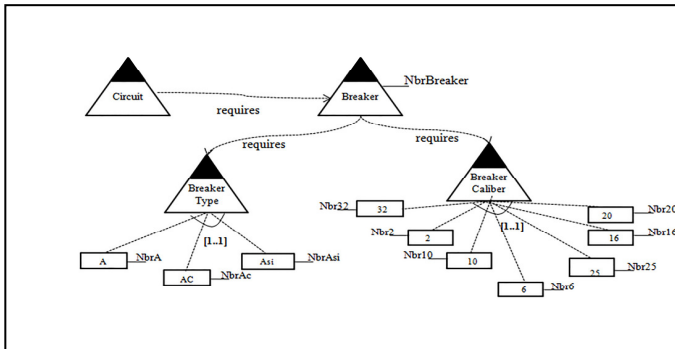 NbrBreaker
Circuit
Breaker
requires
requires
requires
Breaker
Type
Breaker
Caliber
Nbr32
32
20
Nbr20
[1..1]
Nbr2
2
16
Nbr16
[1..1]
A
NbrA
AC
NbrAc
Asi
NbrAsi
Nbr10
10
6
Nbr6
25
Nbr25